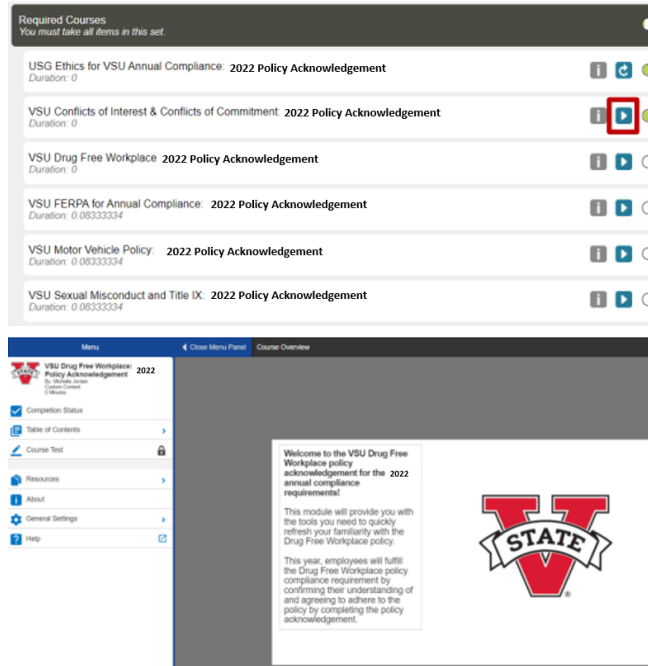 Required Courses
You must take all items in this set.
USG Ethics for VSU Annual Compliance: 2022 Policy Acknowledgement
Duration: 0
VSU Conflicts of Interest & Conflicts of Commitment: 2022 Policy Acknowledgement
Duration: 0
VSU Drug Free Workplace 2022 Policy Acknowledgement
Duration: 0
VSU FERPA for Annual Compliance: 2022 Policy Acknowledgement
Duration: 0.08333334
VSU Motor Vehicle Policy: 2022 Policy Acknowledgement
Duration: 0.08333334
VSU Sexual Misconduct and Title IX: 2022 Policy Acknowledgement
Duration: 0.08333334
Menu
Close Menu Panel
Course Overview
VSU Drug Free Workplace:
Policy Acknowledgement 2022
By: Michelle Jordan
Custom Content
5 Minutes
Completion Status
Table of Contents
Course Test
Resources
About
General Settings
Help
Welcome to the VSU Drug Free
Workplace policy
acknowledgement for the 2022
annual compliance
requirements!
This module will provide you with
the tools you need to quickly
refresh your familiarity with the
Drug Free Workplace policy.
This year, employees will fulfill
the Drug Free Workplace policy
compliance requirement by
confirming their understanding of
and agreeing to adhere to the
policy by completing the policy
acknowledgement.
V
STATE